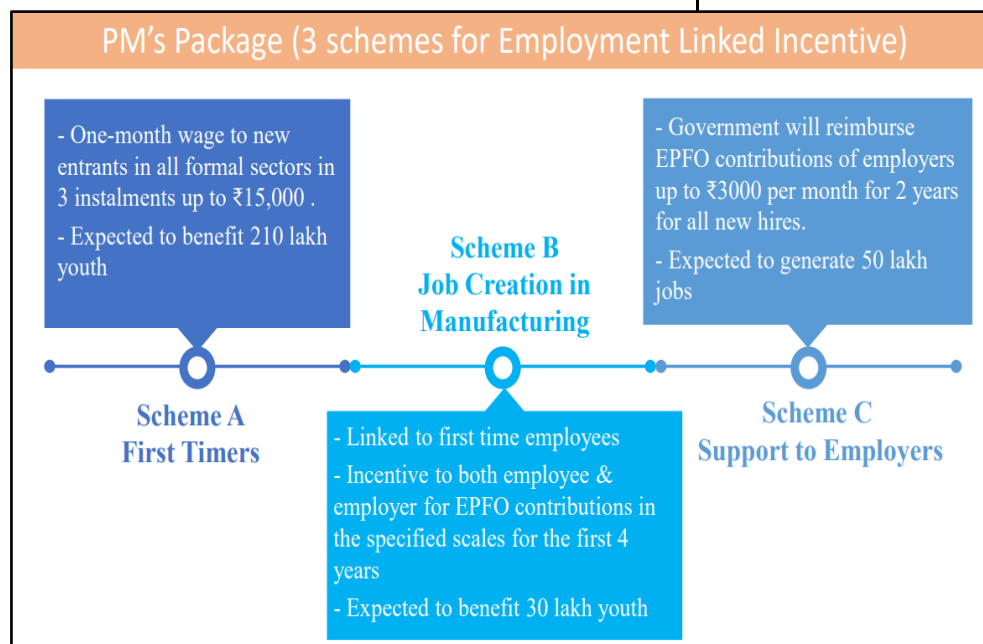 PM's Package (3 schemes for Employment Linked Incentive)
- One-month wage to new
entrants in all formal sectors in
3 instalments up to ₹15,000 .
- Expected to benefit 210 lakh
youth
Scheme A
First Timers
Scheme B
Job Creation in
Manufacturing
- Linked to first time employees
- Incentive to both employee &
employer for EPFO contributions in
the specified scales for the first 4
years
- Expected to benefit 30 lakh youth
- Government will reimburse
EPFO contributions of employers
up to ₹3000 per month for 2 years
for all new hires.
- Expected to generate 50 lakh
jobs
Scheme C
Support to Employers